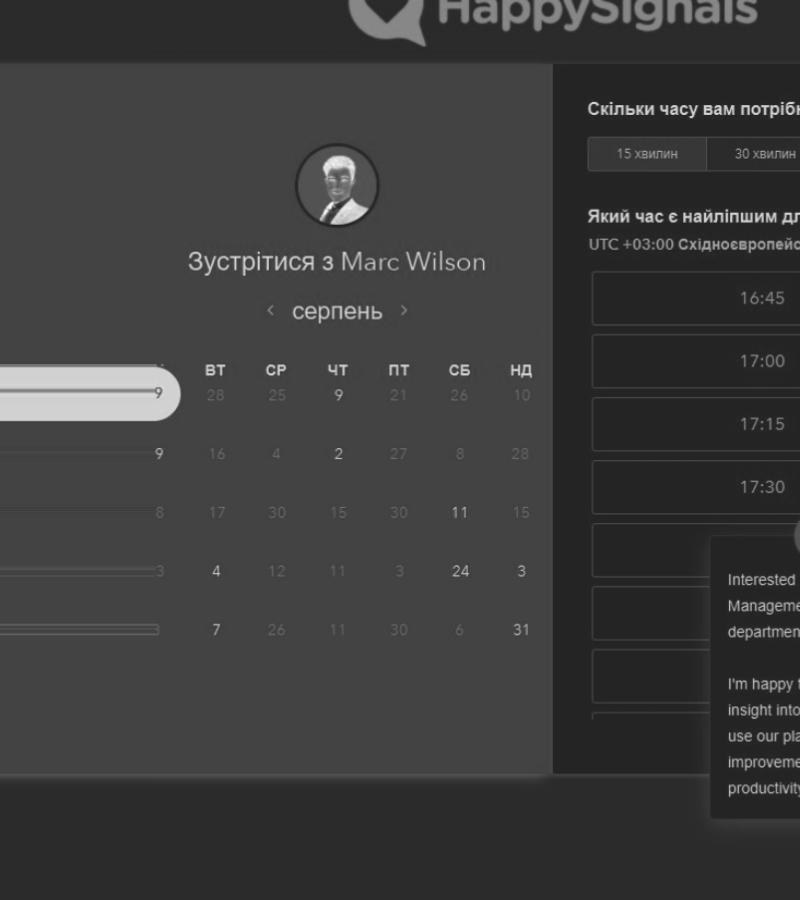 HappySignals
Зустрітися з Marc Wilson
серпень
ВТ СР ЧТ ПТ СБ НД
9 28 25 9 21 26 10
9 16 4 2 27 8 28
8 17 30 15 30 11 15
3 4 12 11 3 24 3
7 26 11 30 6 31
Скільки часу вам потрібн
15 хвилин 30 хвилин
Який час є найліпшим дл
UTC +03:00 Східноєвропейс
16:45
17:00
17:15
17:30
Interested
Manageme
departmen
I'm happy t
insight into
use our pla
improveme
productivity